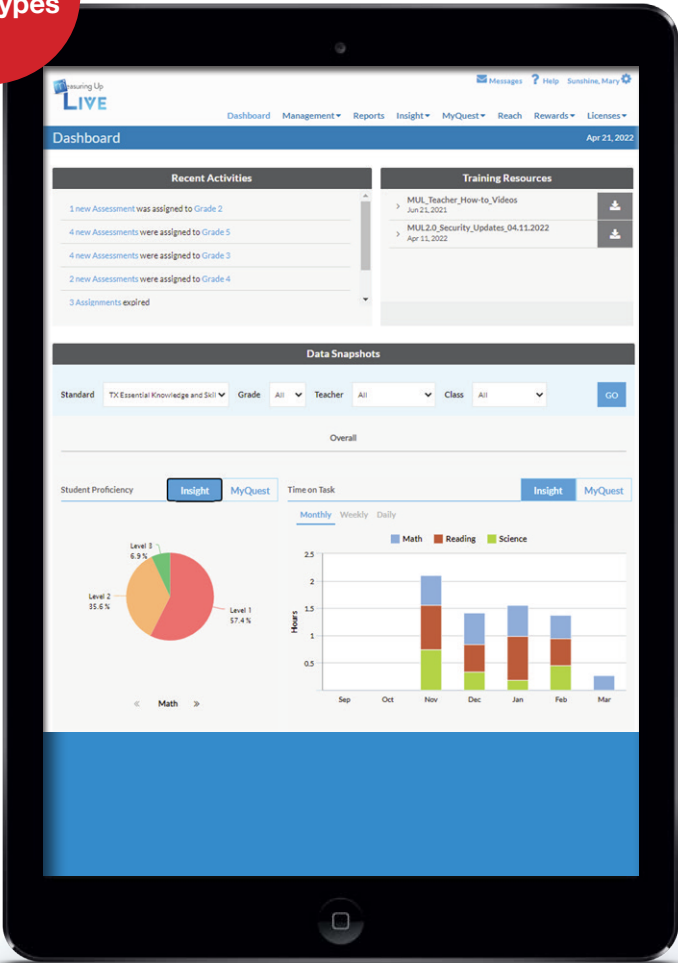 ypes
Measuring Up
LIVE
Messages ? Help Sunshine, Mary
Dashboard Management Reports Insight MyQuest Reach Rewards Licenses
Dashboard
Apr 21, 2022
Recent Activities
1 new Assessment was assigned to Grade 2
4 new Assessments were assigned to Grade 5
4 new Assessments were assigned to Grade 3
2 new Assessments were assigned to Grade 4
3 Assignments expired
Training Resources
MUL_Teacher_How-to_Videos
Jun 21, 2021
MUL2.0_Security_Updates_04.11.2022
Apr 11, 2022
Data Snapshots
Standard TX Essential Knowledge and Skil Grade All Teacher All Class All GO
Overall
Student Proficiency Insight MyQuest
Level 3
6.9 %
Level 2
35.6 %
Level 1
57.4 %
« Math »
Time on Task Insight MyQuest
Monthly Weekly Daily
Math Reading Science
Hours
2.5
2
1.5
1
0.5
Sep Oct Nov Dec Jan Feb Mar